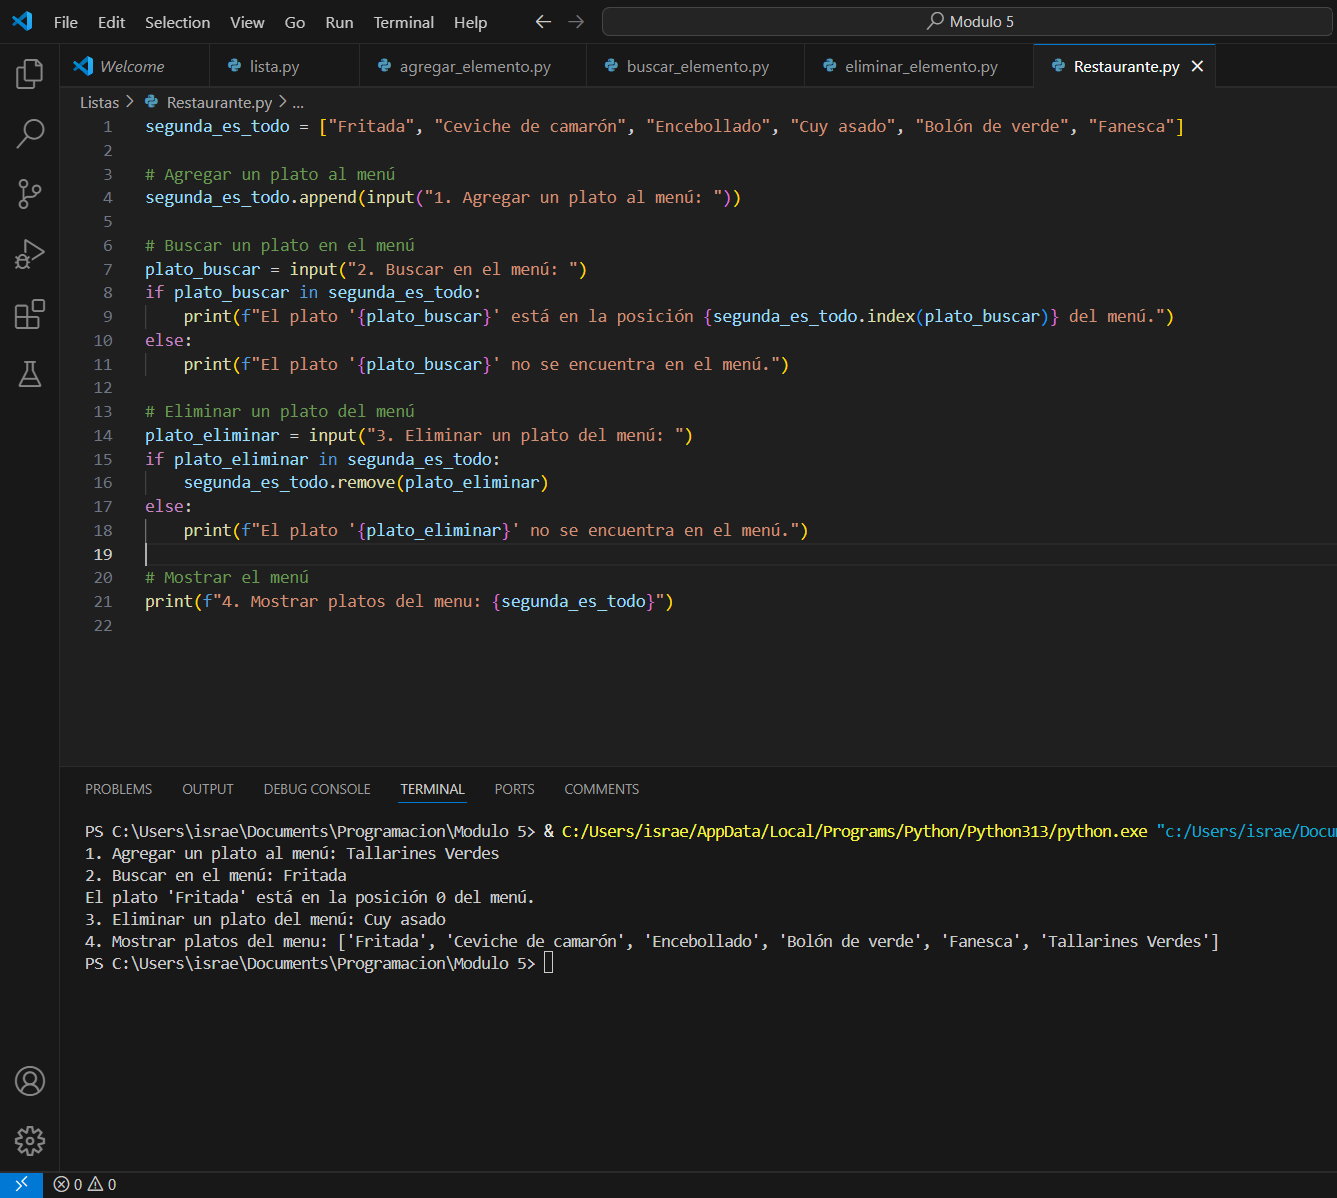 File Edit Selection View Go Run Terminal Help Modulo 5
Welcome lista.py agregar_elemento.py buscar_elemento.py eliminar_elemento.py Restaurante.py
Listas > Restaurante.py > ...
1 segunda_es_todo = ["Fritada", "Ceviche de camarón", "Encebollado", "Cuy asado", "Bolón de verde", "Fanesca"]
2
3 # Agregar un plato al menú
4 segunda_es_todo.append(input("1. Agregar un plato al menú: "))
5
6 # Buscar un plato en el menú
7 plato_buscar = input("2. Buscar en el menú: ")
8 if plato_buscar in segunda_es_todo:
9 print(f"El plato '{plato_buscar}' está en la posición {segunda_es_todo.index(plato_buscar)} del menú.")
10 else:
11 print(f"El plato '{plato_buscar}' no se encuentra en el menú.")
12
13 # Eliminar un plato del menú
14 plato_eliminar = input("3. Eliminar un plato del menú: ")
15 if plato_eliminar in segunda_es_todo:
16 segunda_es_todo.remove(plato_eliminar)
17 else:
18 print(f"El plato '{plato_eliminar}' no se encuentra en el menú.")
19
20 # Mostrar el menú
21 print(f"4. Mostrar platos del menu: {segunda_es_todo}")
22
PROBLEMS OUTPUT DEBUG CONSOLE TERMINAL PORTS COMMENTS
PS C:\Users\israe\Documents\Programacion\Modulo 5> & C:/Users/israe/AppData/Local/Programs/Python/Python313/python.exe "c:/Users/israe/Docu
1. Agregar un plato al menú: Tallarines Verdes
2. Buscar en el menú: Fritada
El plato 'Fritada' está en la posición 0 del menú.
3. Eliminar un plato del menú: Cuy asado
4. Mostrar platos del menu: ['Fritada', 'Ceviche de camarón', 'Encebollado', 'Bolón de verde', 'Fanesca', 'Tallarines Verdes']
PS C:\Users\israe\Documents\Programacion\Modulo 5>
0 0